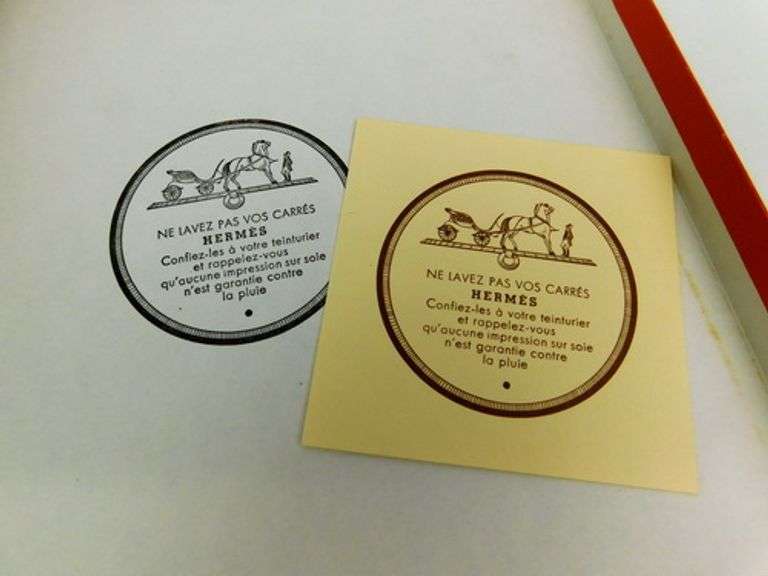 NE LAVEZ PAS VOS CARRÉS
HERMÈS
Confiez-les à votre teinturier
et rappelez-vous
qu'aucune impression sur soie
n'est garantie contre
la pluie
NE LAVEZ PAS VOS CARRÉS
HERMÈS
Confiez-les à votre teinturier
et rappelez-vous
qu'aucune impression sur soie
n'est garantie contre
la pluie